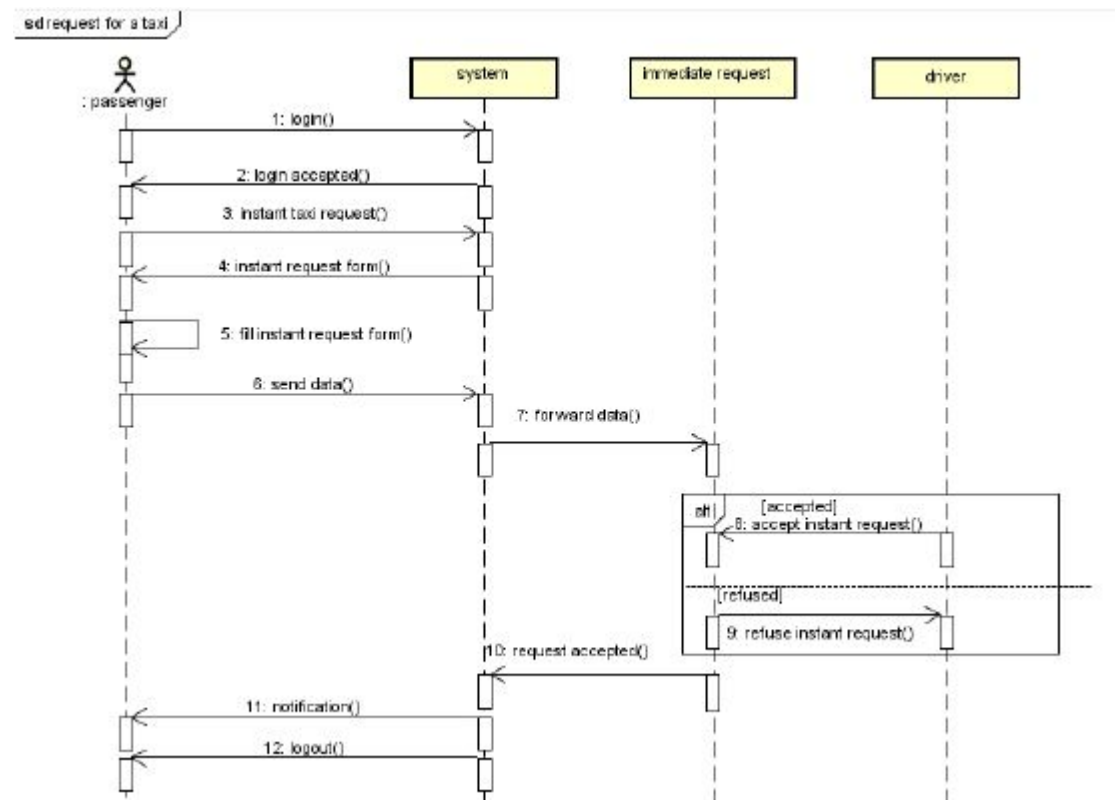 sd request for a taxi
: passenger
system
immediate request
driver
1: login()
2: login accepted()
3: instant taxi request()
4: instant request form()
5: fill instant request form()
6: send data()
7: forward data()
alt
[accepted]
8: accept instant request()
[refused]
9: refuse instant request()
10: request accepted()
11: notification()
12: logout()